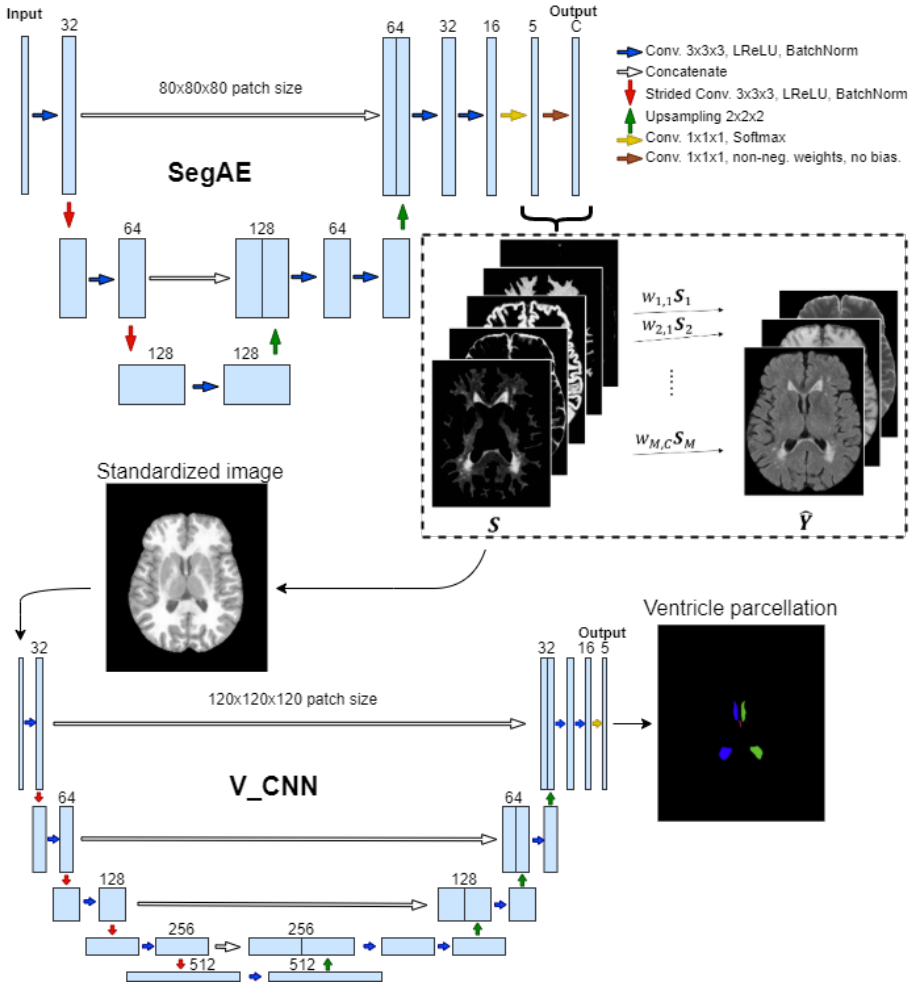 Input
32
80x80x80 patch size
64
32
16
5
Output
C
Conv. 3x3x3, LReLU, BatchNorm
Concatenate
Strided Conv. 3x3x3, LReLU, BatchNorm
Upsampling 2x2x2
Conv. 1x1x1, Softmax
Conv. 1x1x1, non-neg. weights, no bias.
SegAE
64
128
64
128
128
w1,1S1
w2,1S2
wM,CSM
S
Ŷ
Standardized image
Ventricle parcellation
32
120x120x120 patch size
32
Output
16
5
V_CNN
64
64
128
128
256
256
512
512